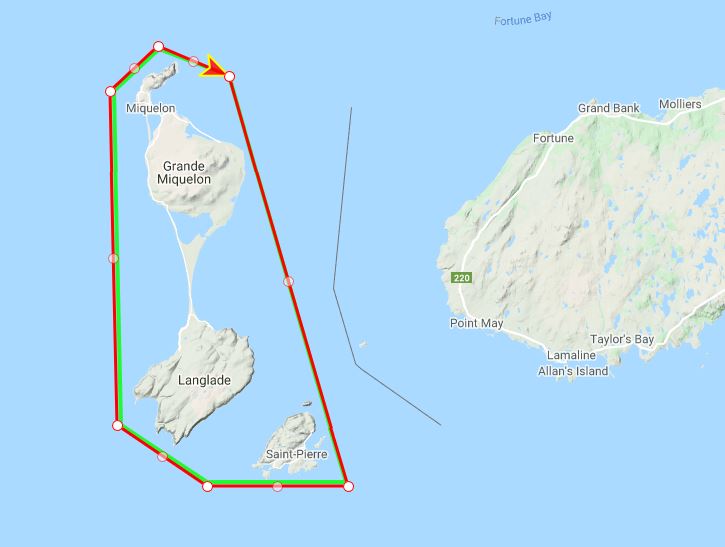 Fortune Bay
Miquelon
Grand Bank
Molliers
Fortune
Grande
Miquelon
220
Point May
Taylor's Bay
Lamaline
Allan's Island
Langlade
Saint-Pierre